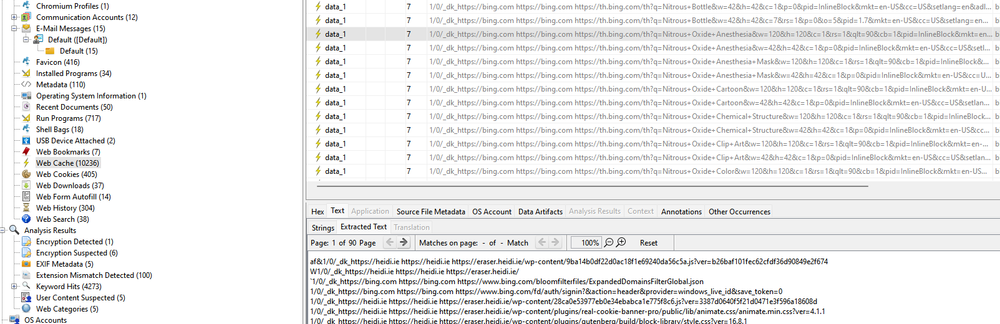 Chromium Profiles (1)
Communication Accounts (12)
E-Mail Messages (15)
Default ([Default])
Default (15)
Favicon (416)
Installed Programs (34)
Metadata (110)
Operating System Information (1)
Recent Documents (50)
Run Programs (717)
Shell Bags (18)
USB Device Attached (2)
Web Bookmarks (7)
Web Cache (10236)
Web Cookies (405)
Web Downloads (37)
Web Form Autofill (14)
Web History (304)
Web Search (38)
Analysis Results
Encryption Detected (1)
Encryption Suspected (6)
EXIF Metadata (5)
Extension Mismatch Detected (100)
Keyword Hits (4273)
User Content Suspected (5)
Web Categories (5)
OS Accounts
data_1 7 1/0/_dk_https://bing.com https://bing.com https://th.bing.com/th?q=Nitrous+Bottle&w=42&h=42&c=1&p=0&pid=InlineBlock&mkt=en-US&cc=US&setlang=en&adl... b
data_1 7 1/0/_dk_https://bing.com https://bing.com https://th.bing.com/th?q=Nitrous+Bottle&w=42&h=42&c=7&rs=1&p=0&o=5&pid=1.7&mkt=en-US&cc=US&setlang=en... b
data_1 7 1/0/_dk_https://bing.com https://bing.com https://th.bing.com/th?q=Nitrous+Oxide+Anesthesia&w=120&h=120&c=1&rs=1&qlt=90&cb=1&pid=InlineBlock&mkt=en... b
data_1 7 1/0/_dk_https://bing.com https://bing.com https://th.bing.com/th?q=Nitrous+Oxide+Anesthesia&w=42&h=42&c=1&p=0&pid=InlineBlock&mkt=en-US&cc=US&setl... b
data_1 7 1/0/_dk_https://bing.com https://bing.com https://th.bing.com/th?q=Nitrous+Oxide+Anesthesia+Mask&w=120&h=120&c=1&rs=1&qlt=90&cb=1&pid=InlineBlock&... b
data_1 7 1/0/_dk_https://bing.com https://bing.com https://th.bing.com/th?q=Nitrous+Oxide+Anesthesia+Mask&w=42&h=42&c=1&p=0&pid=InlineBlock&mkt=en-US&cc=U... b
data_1 7 1/0/_dk_https://bing.com https://bing.com https://th.bing.com/th?q=Nitrous+Oxide+Cartoon&w=120&h=120&c=1&rs=1&qlt=90&cb=1&pid=InlineBlock&mkt=en-U... b
data_1 7 1/0/_dk_https://bing.com https://bing.com https://th.bing.com/th?q=Nitrous+Oxide+Cartoon&w=42&h=42&c=1&p=0&pid=InlineBlock&mkt=en-US&cc=US&setlan... b
data_1 7 1/0/_dk_https://bing.com https://bing.com https://th.bing.com/th?q=Nitrous+Oxide+Chemical+Structure&w=120&h=120&c=1&rs=1&qlt=90&cb=1&pid=InlineBloc... b
data_1 7 1/0/_dk_https://bing.com https://bing.com https://th.bing.com/th?q=Nitrous+Oxide+Chemical+Structure&w=42&h=42&c=1&p=0&pid=InlineBlock&mkt=en-US&cc... b
data_1 7 1/0/_dk_https://bing.com https://bing.com https://th.bing.com/th?q=Nitrous+Oxide+Clip+Art&w=120&h=120&c=1&rs=1&qlt=90&cb=1&pid=InlineBlock&mkt=en-... b
data_1 7 1/0/_dk_https://bing.com https://bing.com https://th.bing.com/th?q=Nitrous+Oxide+Clip+Art&w=42&h=42&c=1&p=0&pid=InlineBlock&mkt=en-US&cc=US&setla... b
data_1 7 1/0/_dk_https://bing.com https://bing.com https://th.bing.com/th?q=Nitrous+Oxide+Color&w=120&h=120&c=1&rs=1&qlt=90&cb=1&pid=InlineBlock&mkt=en-US... b
Hex Text Application Source File Metadata OS Account Data Artifacts Analysis Results Context Annotations Other Occurrences
Strings Extracted Text Translation
Page: 1 of 90 Page Matches on page: - of - Match 100% Reset
af&1/0/_dk_https://heidi.ie https://heidi.ie https://eraser.heidi.ie/wp-content/9ba14b0df22d0ac18f1e69240da56c5a.js?ver=b26baf101fec62cfdf36d90849e2f674
W1/0/_dk_https://heidi.ie https://heidi.ie https://eraser.heidi.ie/
`1/0/_dk_https://bing.com https://bing.com https://www.bing.com/bloomfilterfiles/ExpandedDomainsFilterGlobal.json
1/0/_dk_https://bing.com https://bing.com https://www.bing.com/fd/auth/signin?&action=header&provider=windows_live_id&save_token=0
1/0/_dk_https://heidi.ie https://heidi.ie https://eraser.heidi.ie/wp-content/28ca0e53977eb0e34ebabca1e775f8c6.js?ver=3387d0640f5f21d0471e3f596a18608d
1/0/_dk_https://heidi.ie https://heidi.ie https://eraser.heidi.ie/wp-content/plugins/real-cookie-banner-pro/public/lib/animate.css/animate.min.css?ver=4.1.1
1/0/_dk_https://heidi.ie https://heidi.ie https://eraser.heidi.ie/wp-content/plugins/gutenberg/build/block-library/style.css?ver=16.8.1